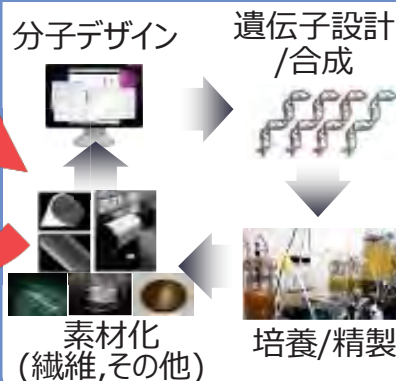 分子デザイン
遺伝子設計
/合成
素材化
(繊維,その他)
培養/精製